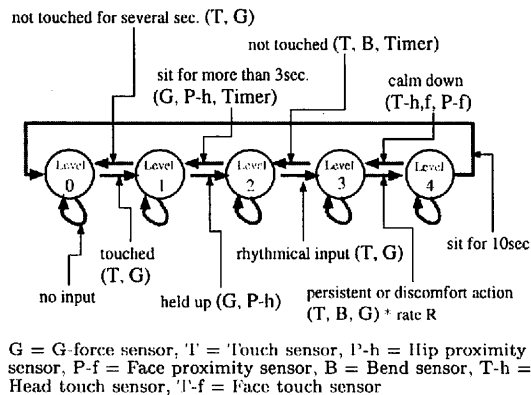 not touched for several sec. (T, G)
not touched (T, B, Timer)
sit for more than 3sec.
(G, P-h, Timer)
calm down
(T-h,f, P-f)
Level
0
Level
1
Level
2
Level
3
Level
4
touched
(T, G)
rhythmical input (T, G)
sit for 10sec
no input
held up (G, P-h)
persistent or discomfort action
(T, B, G) * rate R
G = G-force sensor, T = Touch sensor, P-h = Hip proximity
sensor, P-f = Face proximity sensor, B = Bend sensor, T-h =
Head touch sensor, T-f = Face touch sensor